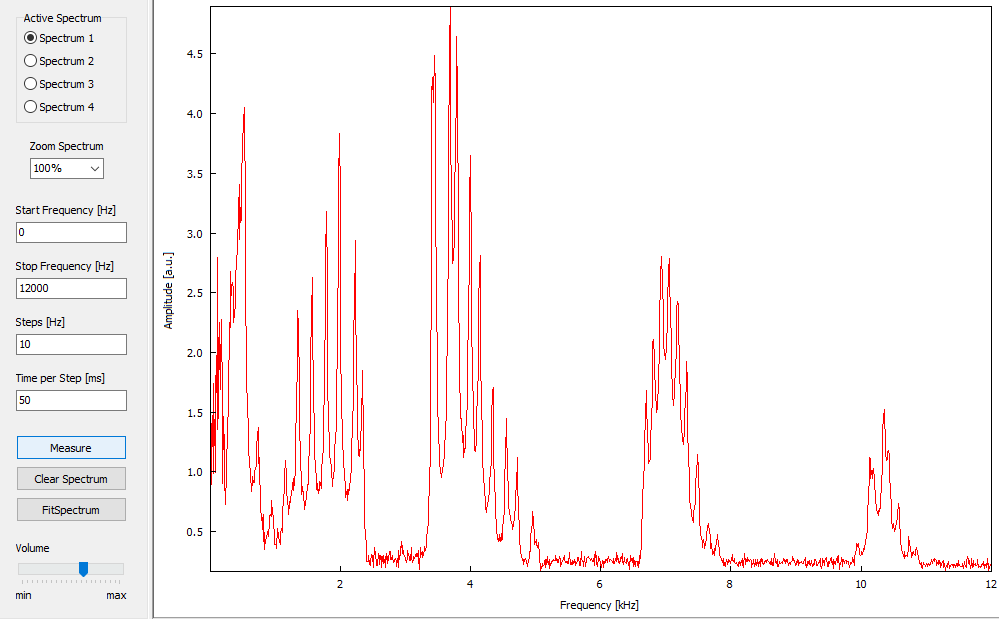 Active Spectrum
Spectrum 1
Spectrum 2
Spectrum 3
Spectrum 4
Zoom Spectrum
100%
Start Frequency [Hz]
0
Stop Frequency [Hz]
12000
Steps [Hz]
10
Time per Step [ms]
50
Measure
Clear Spectrum
FitSpectrum
Volume
min max
Amplitude [a.u.]
4.5
4.0
3.5
3.0
2.5
2.0
1.5
1.0
0.5
2 4 6 8 10 12
Frequency [kHz]